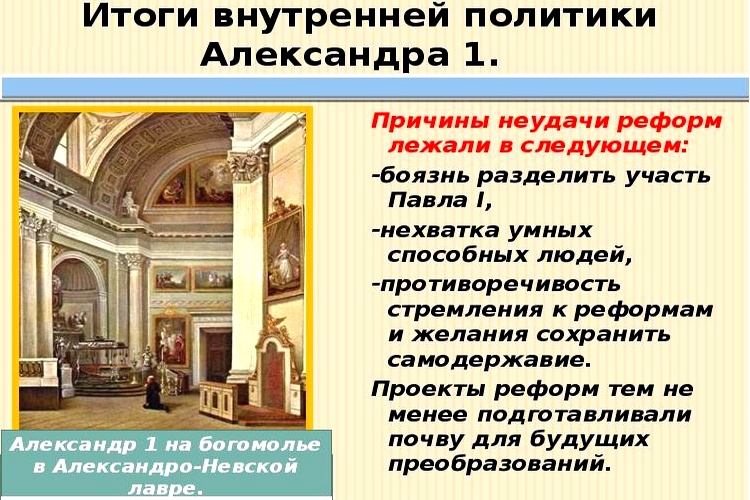 Итоги внутренней политики
Александра 1.
Причины неудачи реформ
лежали в следующем:
-боязнь разделить участь
Павла I,
-нехватка умных
способных людей,
-противоречивость
стремления к реформам
и желания сохранить
самодержавие.
Проекты реформ тем не
менее подготавливали
почву для будущих
преобразований.
Александр 1 на богомолье
в Александро-Невской
лавре.